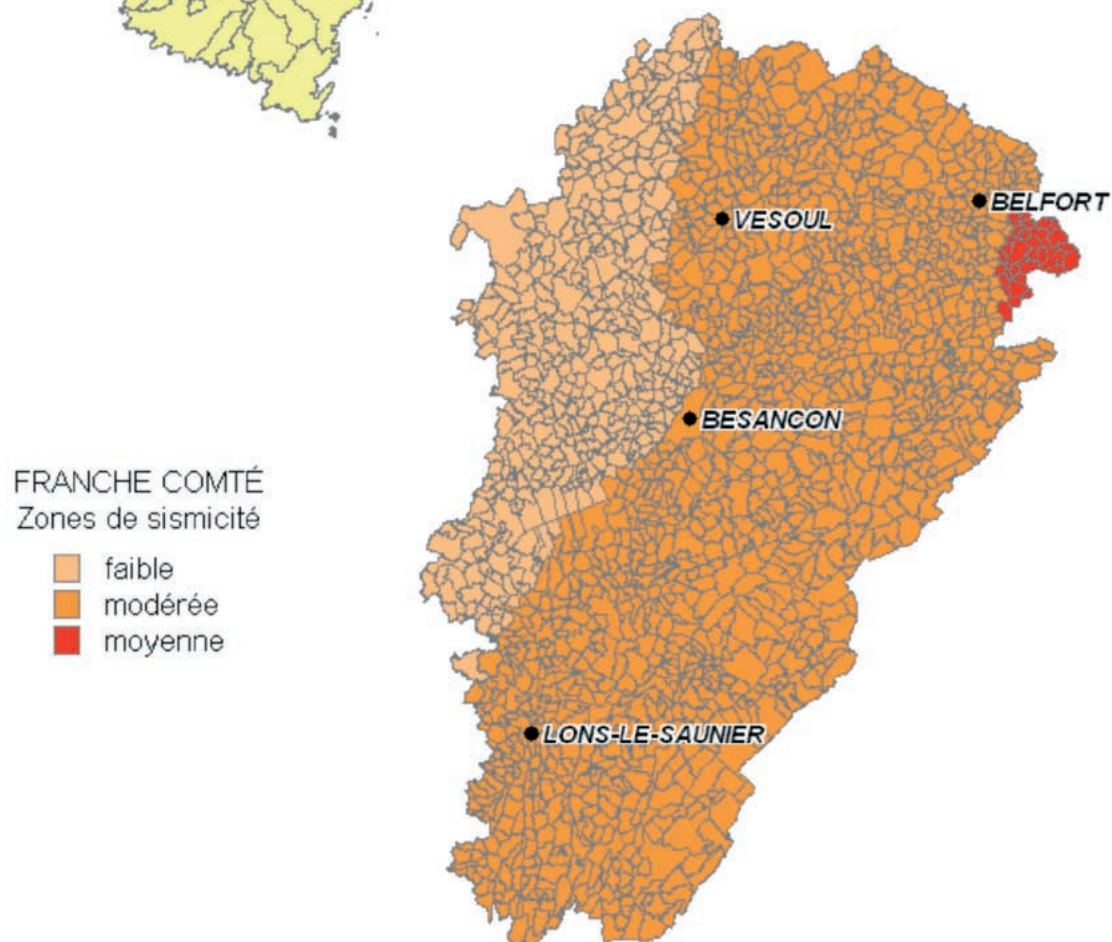 BELFORT
VESOUL
BESANCON
FRANCHE COMTÉ
Zones de sismicité
faible
modérée
moyenne
LONS-LE-SAUNIER